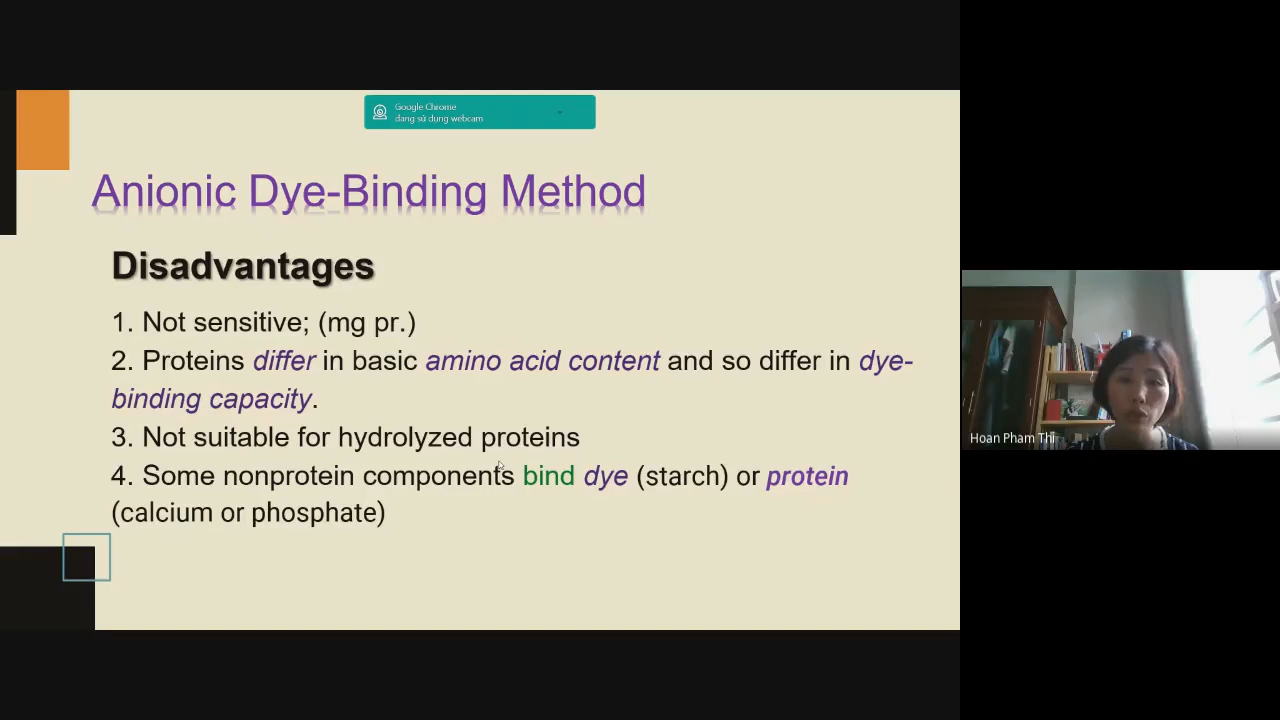 Google Chrome
đang sử dụng webcam
Anionic Dye-Binding Method
Disadvantages
1. Not sensitive; (mg pr.)
2. Proteins differ in basic amino acid content and so differ in dye-
binding capacity.
3. Not suitable for hydrolyzed proteins
4. Some nonprotein components bind dye (starch) or protein
(calcium or phosphate)
Hoan Pham Thi